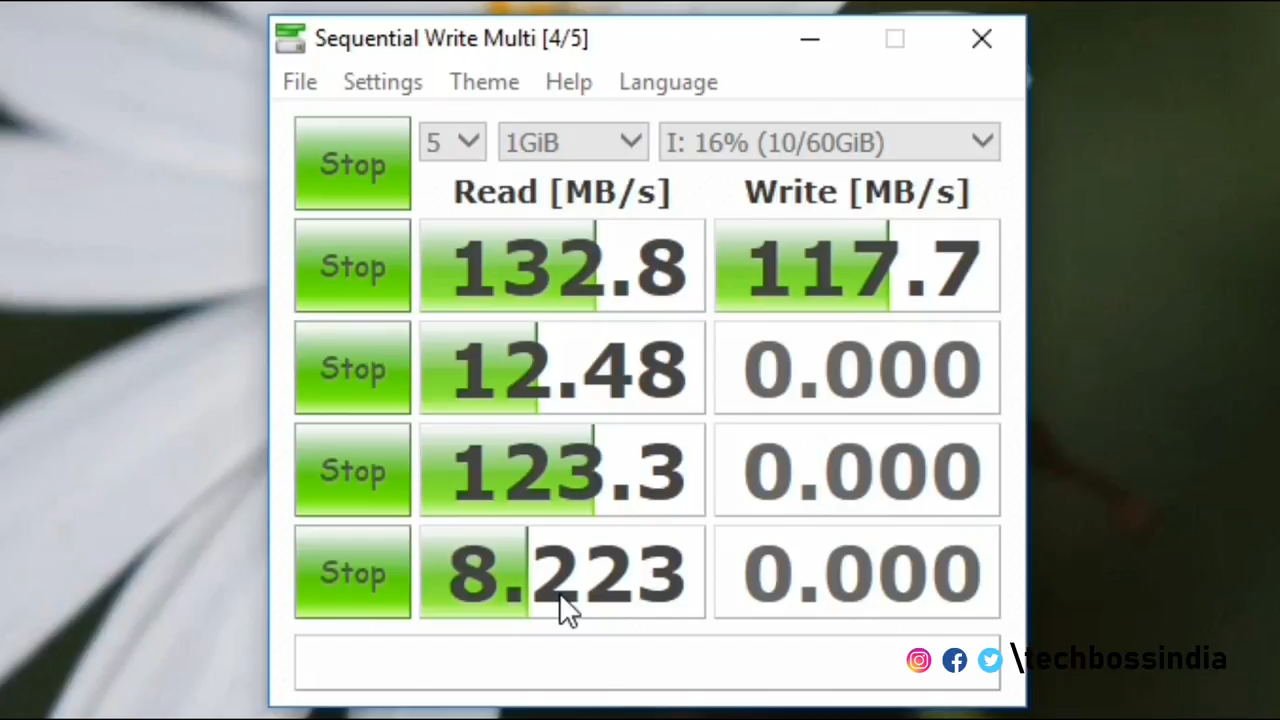 Sequential Write Multi [4/5]
File Settings Theme Help Language
Stop 5 1GiB I: 16% (10/60GiB)
Read [MB/s] Write [MB/s]
Stop 132.8 117.7
Stop 12.48 0.000
Stop 123.3 0.000
Stop 8.223 0.000
\techbossindia